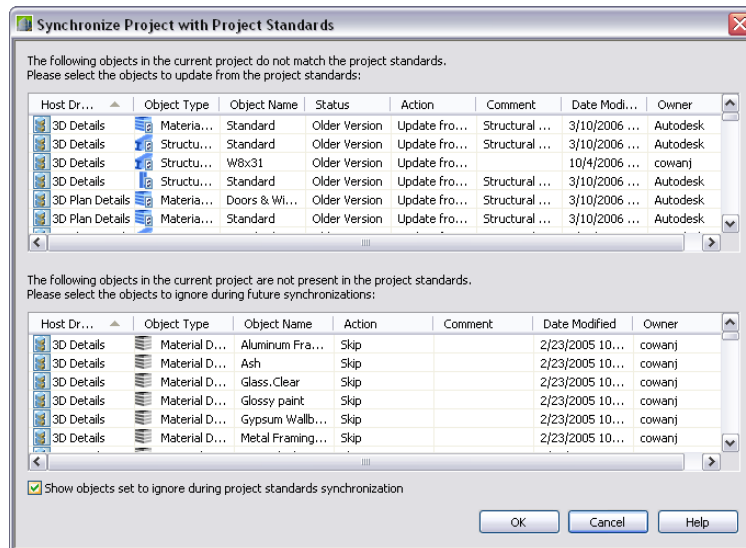 Synchronize Project with Project Standards
The following objects in the current project do not match the project standards.
Please select the objects to update from the project standards:
Host Dr... Object Type Object Name Status Action Comment Date Modi... Owner
3D Details Materia... Standard Older Version Update fro... Structural ... 3/10/2006 ... Autodesk
3D Details Structu... Standard Older Version Update fro... Structural ... 3/10/2006 ... Autodesk
3D Details Structu... W8x31 Older Version Update fro... 10/4/2006 ... cowanj
3D Details Structu... Standard Older Version Update fro... Structural ... 3/10/2006 ... Autodesk
3D Plan Details Materia... Doors & Wi... Older Version Update fro... Structural ... 3/10/2006 ... Autodesk
3D Plan Details Materia... Standard Older Version Update fro... Structural ... 3/10/2006 ... Autodesk
The following objects in the current project are not present in the project standards.
Please select the objects to ignore during future synchronizations:
Host Dr... Object Type Object Name Action Comment Date Modified Owner
3D Details Material D... Aluminum Fra... Skip 2/23/2005 10... cowanj
3D Details Material D... Ash Skip 2/23/2005 10... cowanj
3D Details Material D... Glass.Clear Skip 2/23/2005 10... cowanj
3D Details Material D... Glossy paint Skip 2/23/2005 10... cowanj
3D Details Material D... Gypsum Wallb... Skip 2/23/2005 10... cowanj
3D Details Material D... Metal Framing... Skip 2/23/2005 10... cowanj
Show objects set to ignore during project standards synchronization
OK Cancel Help